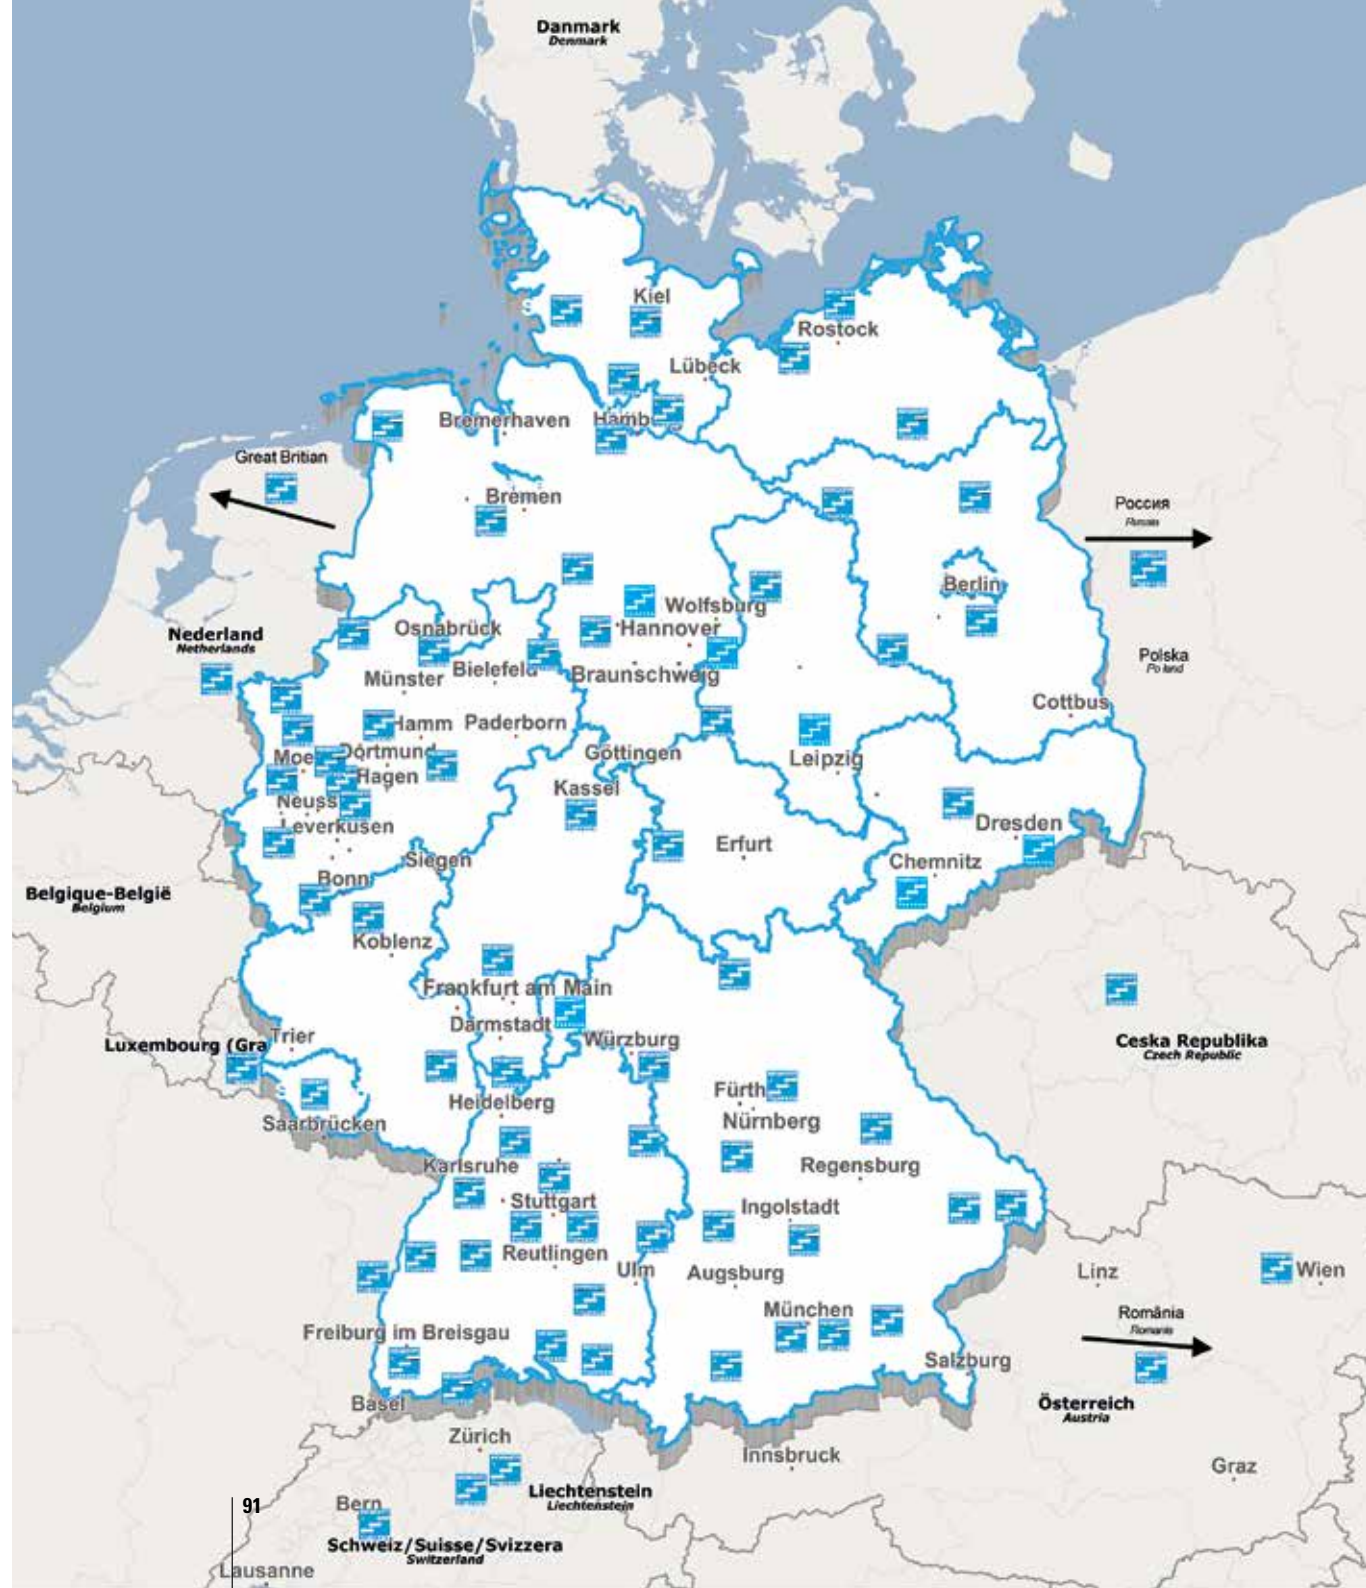 Danmark
Denmark
Kiel
Rostock
Lübeck
Bremerhaven
Hamb
Great Britian
Bremen
Россия
Russia
Berlin
Wolfsburg
Nederland
Netherlands
Osnabrück
Hannover
Polska
Poland
Münster
Bielefeld
Braunschweig
Cottbus
Hamm
Paderborn
Moe
Dortmund
Göttingen
Leipzig
Hagen
Kassel
Neuss
Leverkusen
Dresden
Erfurt
Siegen
Chemnitz
Bonn
Belgique-België
Belgium
Koblenz
Frankfurt am Main
Darmstadt
Trier
Luxembourg (Gra
Würzburg
Ceska Republika
Czech Republic
Fürth
Heidelberg
Saarbrücken
Nürnberg
Karlsruhe
Regensburg
Stuttgart
Ingolstadt
Reutlingen
Ulm
Augsburg
Linz
Wien
München
România
Romania
Freiburg im Breisgau
Salzburg
Basel
Österreich
Austria
Zürich
Innsbruck
Graz
Liechtenstein
Liechtenstein
91
Bern
Schweiz/Suisse/Svizzera
Switzerland
Lausanne